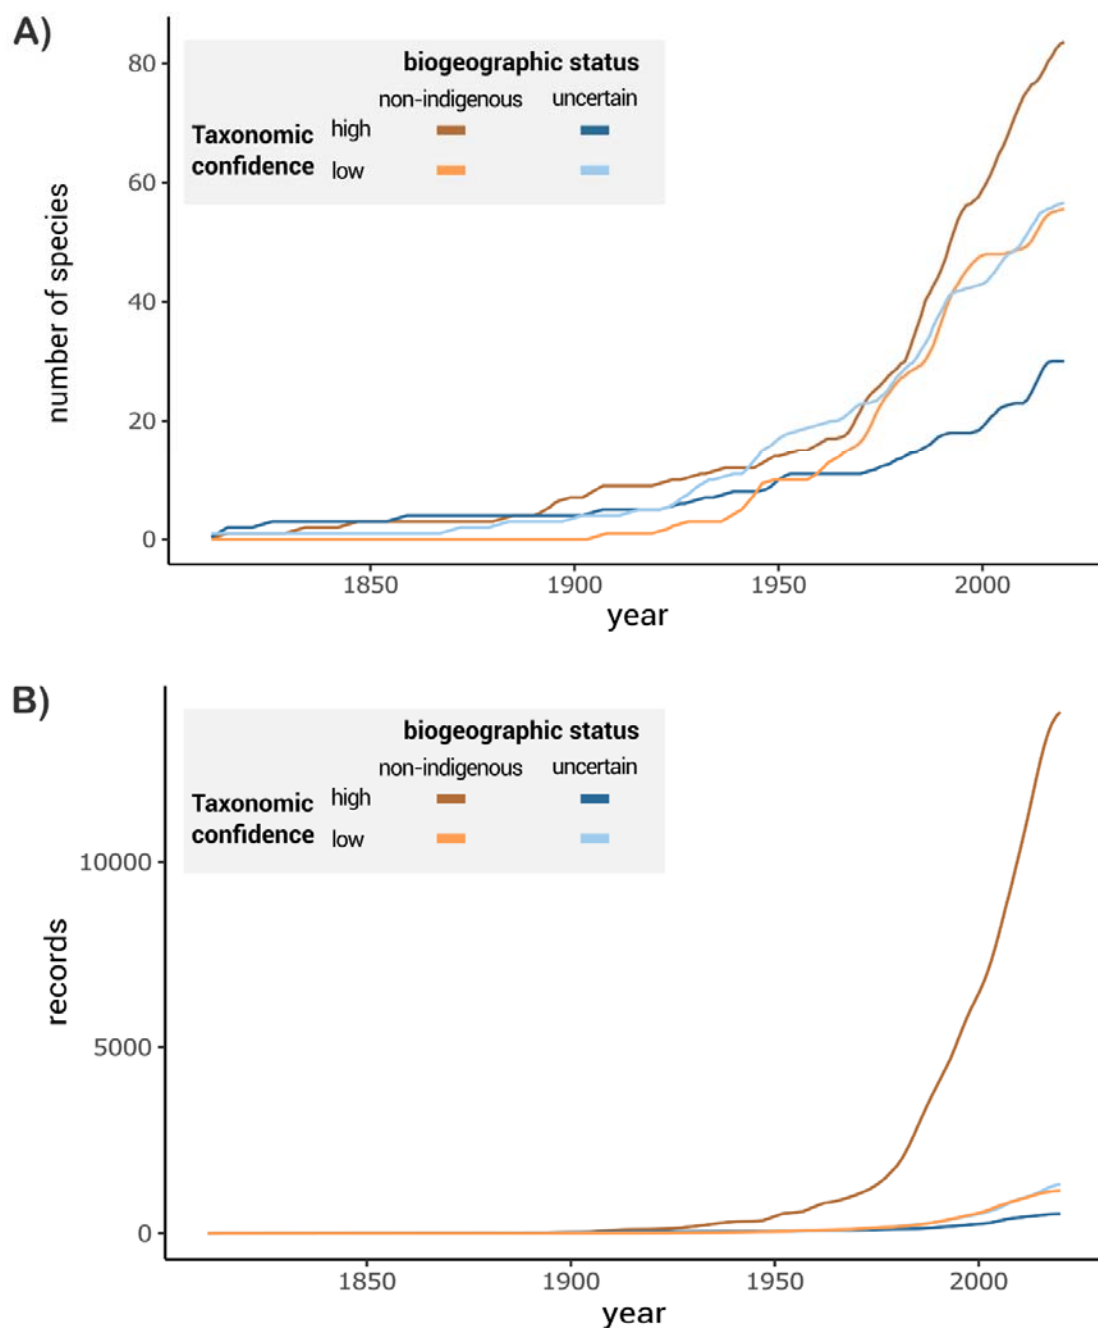 A)
biogeographic status
non-indigenous uncertain
Taxonomic confidence
high
low
number of species
80
60
40
20
0
1850 1900 1950 2000
year
B)
biogeographic status
non-indigenous uncertain
Taxonomic confidence
high
low
records
10000
5000
0
1850 1900 1950 2000
year